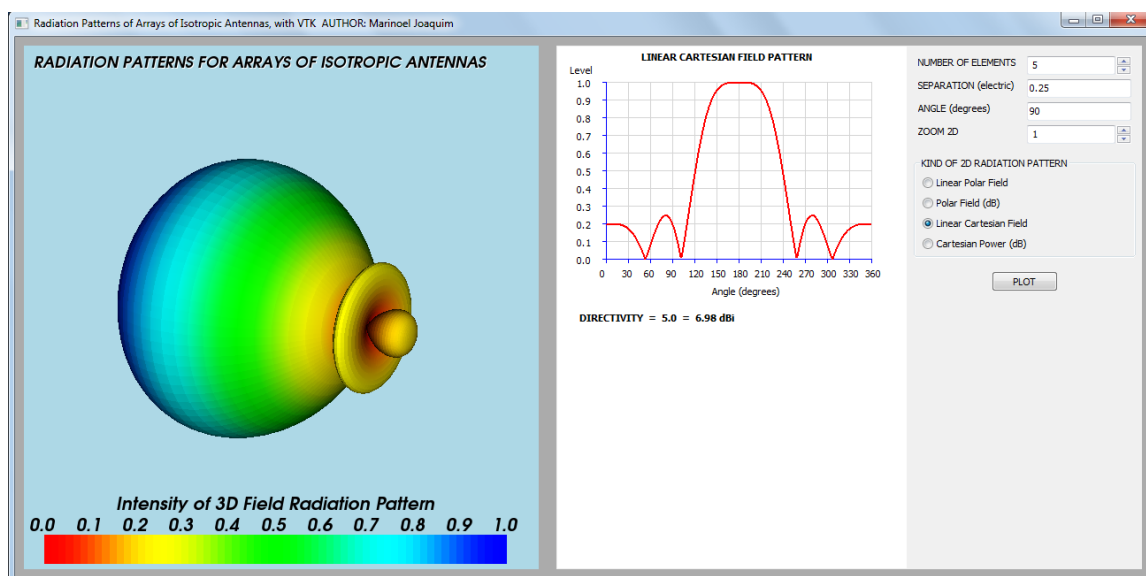 Radiation Patterns of Arrays of Isotropic Antennas, with VTK AUTHOR: Marinoel Joaquim
RADIATION PATTERNS FOR ARRAYS OF ISOTROPIC ANTENNAS
Intensity of 3D Field Radiation Pattern
0.0 0.1 0.2 0.3 0.4 0.5 0.6 0.7 0.8 0.9 1.0
LINEAR CARTESIAN FIELD PATTERN
Level
1.0
0.9
0.8
0.7
0.6
0.5
0.4
0.3
0.2
0.1
0.0
0 30 60 90 120 150 180 210 240 270 300 330 360
Angle (degrees)
DIRECTIVITY = 5.0 = 6.98 dBi
NUMBER OF ELEMENTS 5
SEPARATION (electric) 0.25
ANGLE (degrees) 90
ZOOM 2D 1
KIND OF 2D RADIATION PATTERN
Linear Polar Field
Polar Field (dB)
Linear Cartesian Field
Cartesian Power (dB)
PLOT